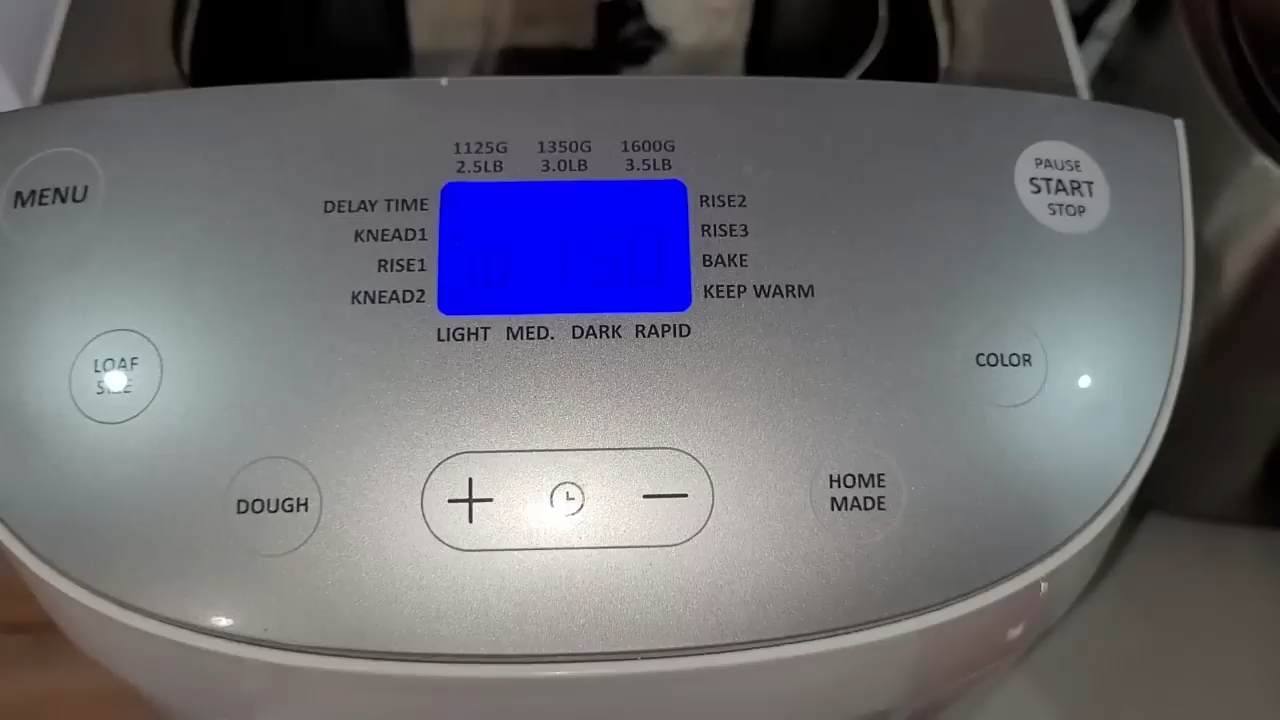 1125G 1350G 1600G
2.5LB 3.0LB 3.5LB
MENU
PAUSE
START
STOP
DELAY TIME
KNEAD1
RISE1
KNEAD2
RISE2
RISE3
BAKE
KEEP WARM
LIGHT MED. DARK RAPID
LOAF
SIZE
COLOR
DOUGH
HOME
MADE